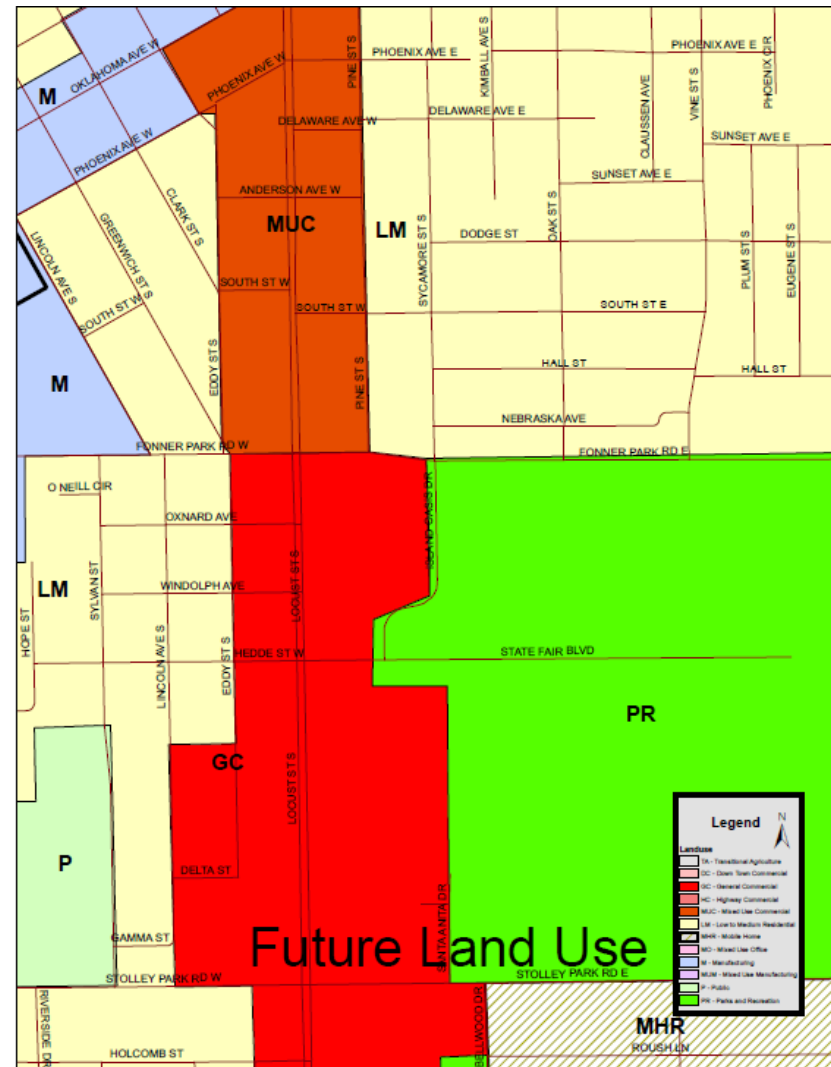 OKLAHOMA AVE W
PHOENIX AVE W
PINE ST S
PHOENIX AVE E
KIMBALL AVE S
PHOENIX AVE E
PHOENIX CIR
M
DELAWARE AVE W
DELAWARE AVE E
CLAUSSEN AVE
VINE ST S
PHOENIX AVE W
SUNSET AVE E
SUNSET AVE E
ANDERSON AVE W
CLARK ST S
MUC
LM
SYCAMORE ST S
DODGE ST
OAK ST S
PLUM ST S
EUGENE ST S
LINCOLN AVE S
GREENWICH ST S
SOUTH ST W
SOUTH ST W
SOUTH ST W
SOUTH ST E
M
EDDY ST S
PINE ST S
HALL ST
HALL ST
NEBRASKA AVE
FONNER PARK RD W
FONNER PARK RD E
O NEILL CIR
ISLAND OASIS DR
OXNARD AVE
LOCUST ST S
LM
SYLVAN ST
WINDOLPH AVE
HOPE ST
LINCOLN AVE S
EDDY ST S
HEDDE ST W
STATE FAIR BLVD
PR
GC
LOCUST ST S
P
DELTA ST
SANTA ANITA DR
GAMMA ST
Future Land Use
STOLLEY PARK RD W
STOLLEY PARK RD E
RIVERSIDE DR
BELLWOOD DR
MHR
HOLCOMB ST
ROUSH LN
Legend
N
Landuse
TA - Transitional Agriculture
DC - Down Town Commercial
GC - General Commercial
HC - Highway Commercial
MUC - Mixed Use Commercial
LM - Low to Medium Residential
MHR - Mobile Home
MO - Mixed Use Office
M - Manufacturing
MUM - Mixed Use Manufacturing
P - Public
PR - Parks and Recreation